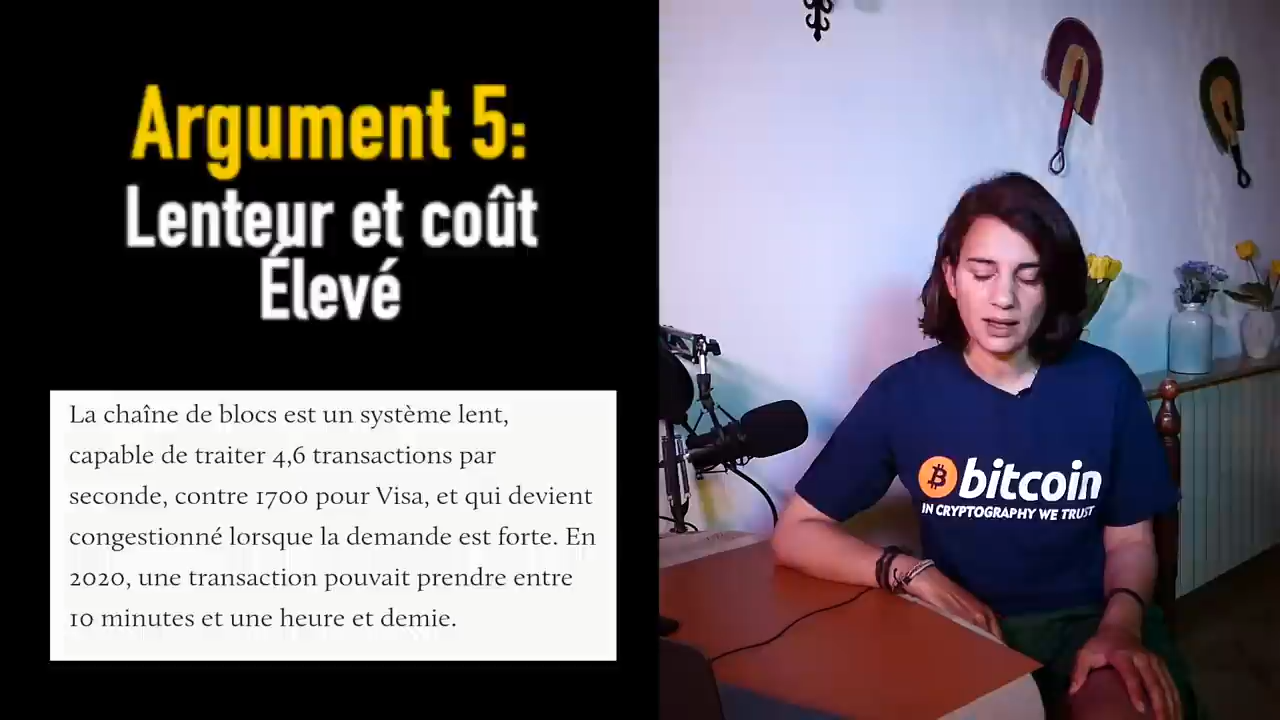 Argument 5:
Lenteur et coût
Élevé
La chaîne de blocs est un système lent,
capable de traiter 4,6 transactions par
seconde, contre 1700 pour Visa, et qui devient
congestionné lorsque la demande est forte. En
2020, une transaction pouvait prendre entre
10 minutes et une heure et demie.
bitcoin
IN CRYPTOGRAPHY WE TRUST